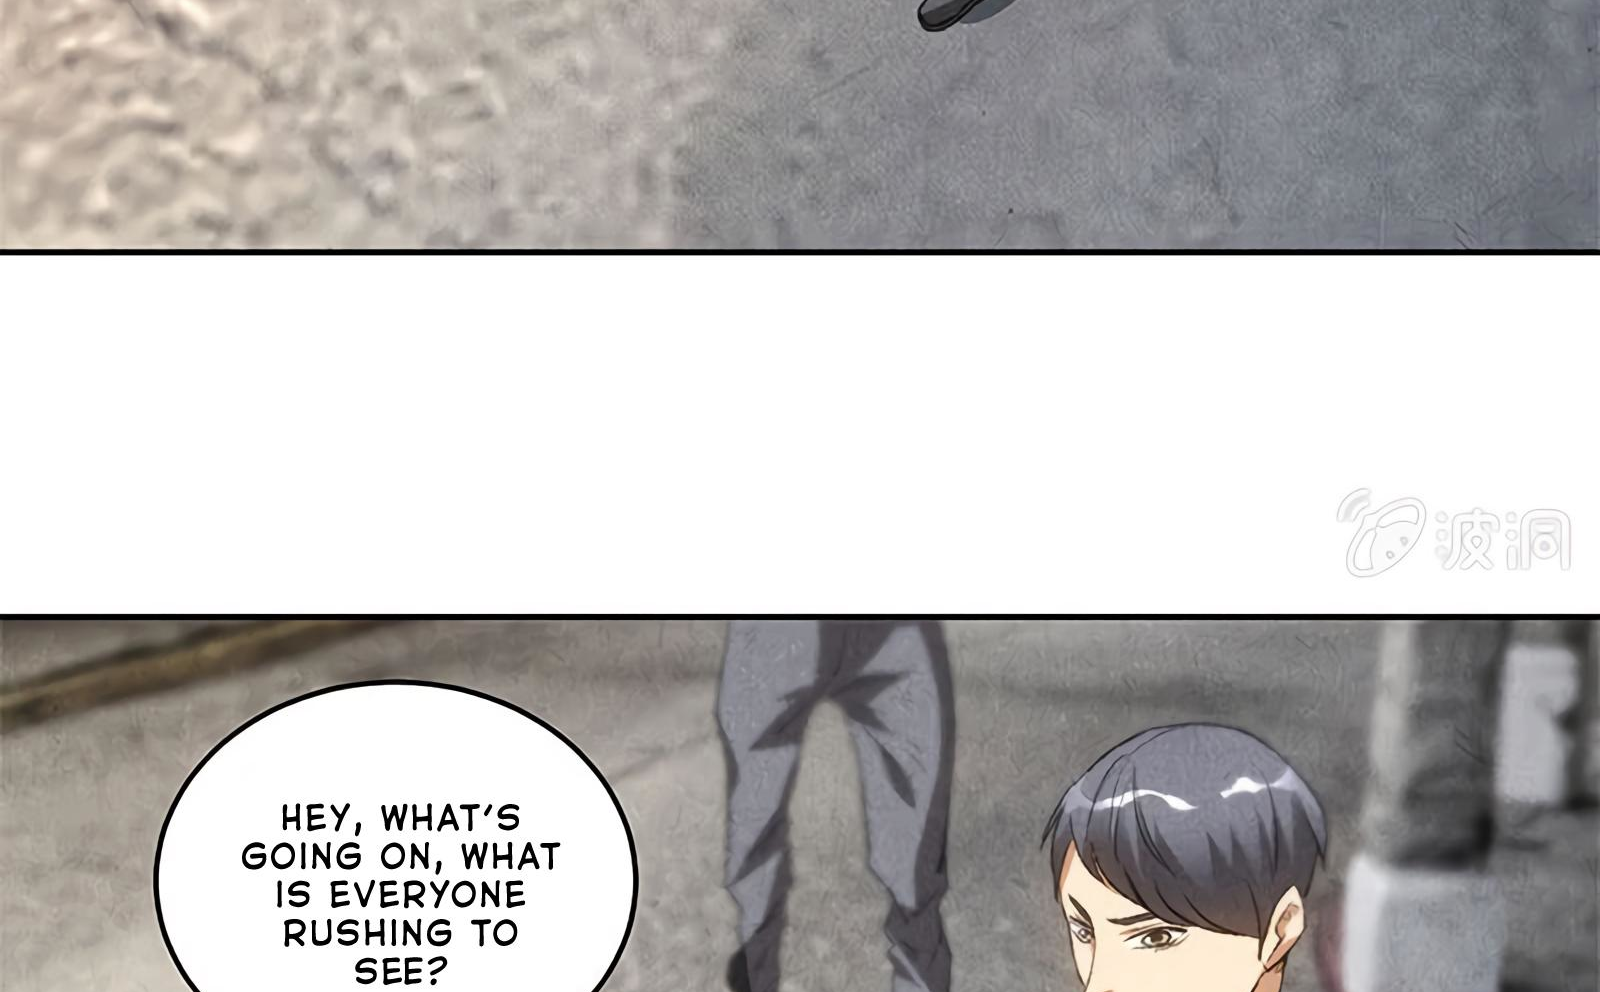 波洞
HEY, WHAT'S
GOING ON, WHAT
IS EVERYONE
RUSHING TO
SEE?